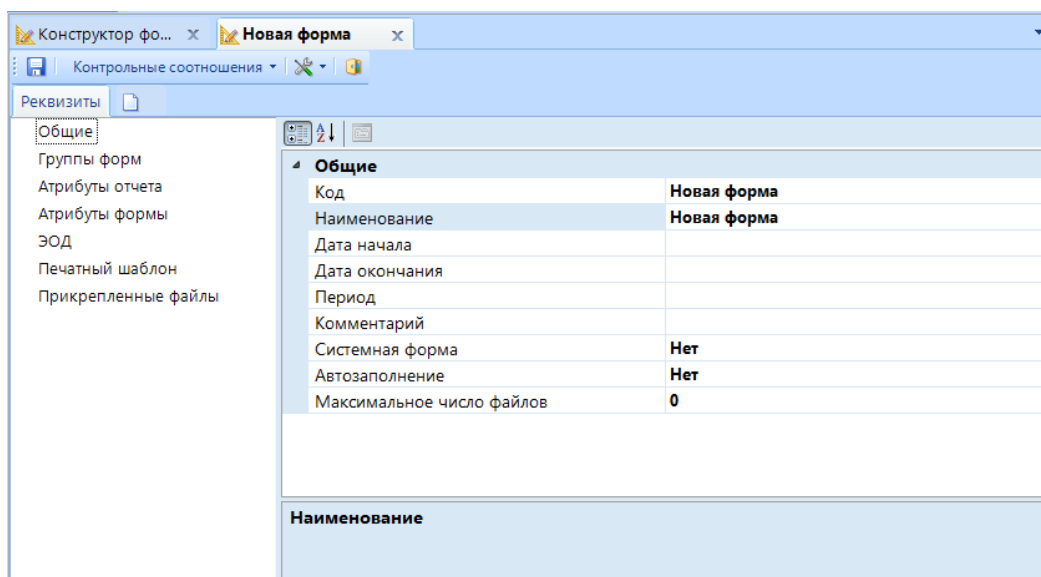 Конструктор фо... x Новая форма x
Контрольные соотношения
Реквизиты
Общие
Группы форм
Атрибуты отчета
Атрибуты формы
ЭОД
Печатный шаблон
Прикрепленные файлы
Общие
Код Новая форма
Наименование Новая форма
Дата начала
Дата окончания
Период
Комментарий
Системная форма Нет
Автозаполнение Нет
Максимальное число файлов 0
Наименование